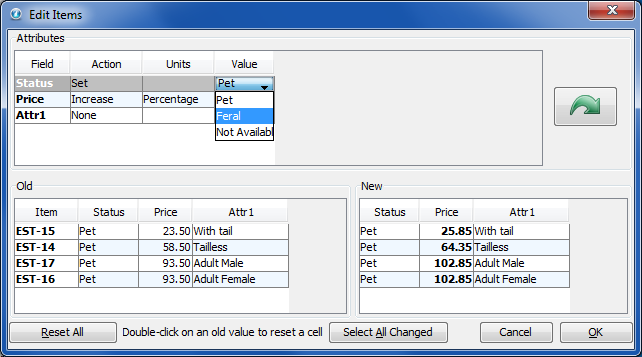 Edit Items
Attributes
Field Action Units Value
Status Set Pet
Price Increase Percentage Pet
Attr1 None Feral
Not Availabl
Old
Item Status Price Attr1
EST-15 Pet 23.50 With tail
EST-14 Pet 58.50 Tailless
EST-17 Pet 93.50 Adult Male
EST-16 Pet 93.50 Adult Female
New
Status Price Attr1
Pet 25.85 With tail
Pet 64.35 Tailless
Pet 102.85 Adult Male
Pet 102.85 Adult Female
Reset All Double-click on an old value to reset a cell Select All Changed Cancel OK